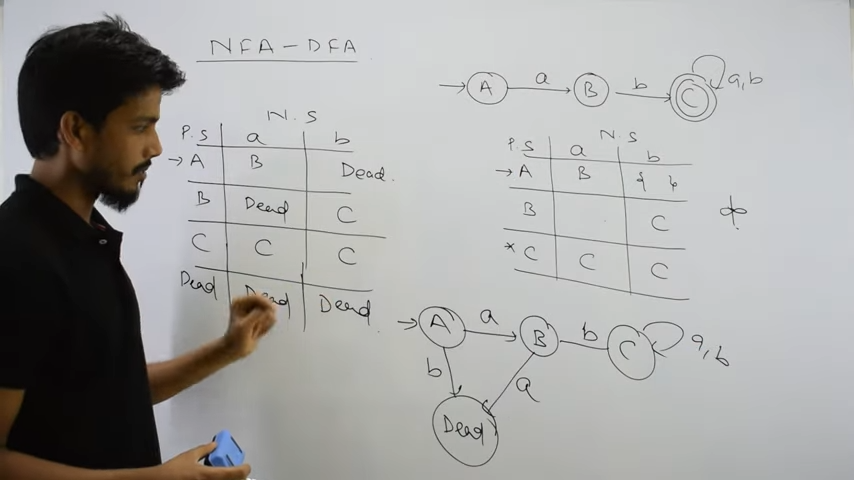 NFA - DFA
N.S
P.S a b
→ A B Dead.
B Dead C
C C C
Dead Dead Dead
→ A a B b C a,b
N.S
P.S a b
→ A B { }
B C
* C C C
ϕ
→ A a B b C a,b
b a
Dead